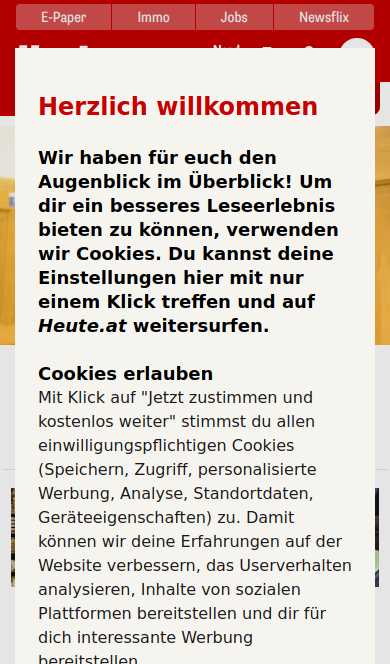 E-Paper
Immo
Jobs
Newsflix
Herzlich willkommen
Wir haben für euch den
Augenblick im Überblick! Um
dir ein besseres Leseerlebnis
bieten zu können, verwenden
wir Cookies. Du kannst deine
Einstellungen hier mit nur
einem Klick treffen und auf
Heute.at weitersurfen.
Cookies erlauben
Mit Klick auf "Jetzt zustimmen und
kostenlos weiter" stimmst du allen
einwilligungspflichtigen Cookies
(Speichern, Zugriff, personalisierte
Werbung, Analyse, Standortdaten,
Geräteeigenschaften) zu. Damit
können wir deine Erfahrungen auf der
Website verbessern, das Userverhalten
analysieren, Inhalte von sozialen
Plattformen bereitstellen und dir für
dich interessante Werbung
bereitstellen